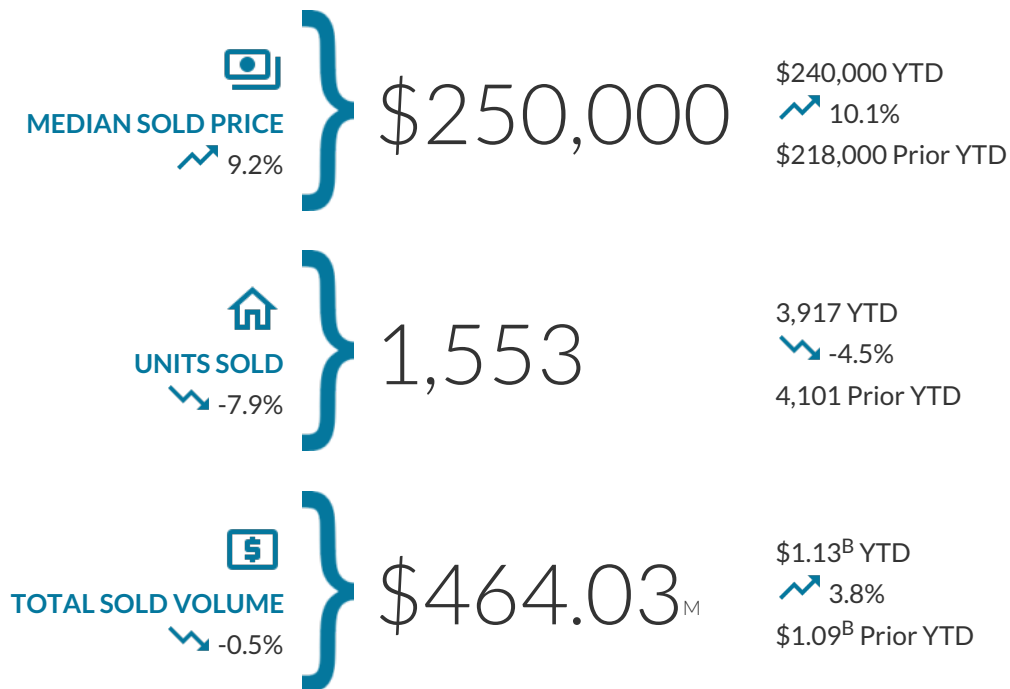 MEDIAN SOLD PRICE
9.2%
$250,000
$240,000 YTD
10.1%
$218,000 Prior YTD
UNITS SOLD
-7.9%
1,553
3,917 YTD
-4.5%
4,101 Prior YTD
$
TOTAL SOLD VOLUME
-0.5%
$464.03M
$1.13B YTD
3.8%
$1.09B Prior YTD